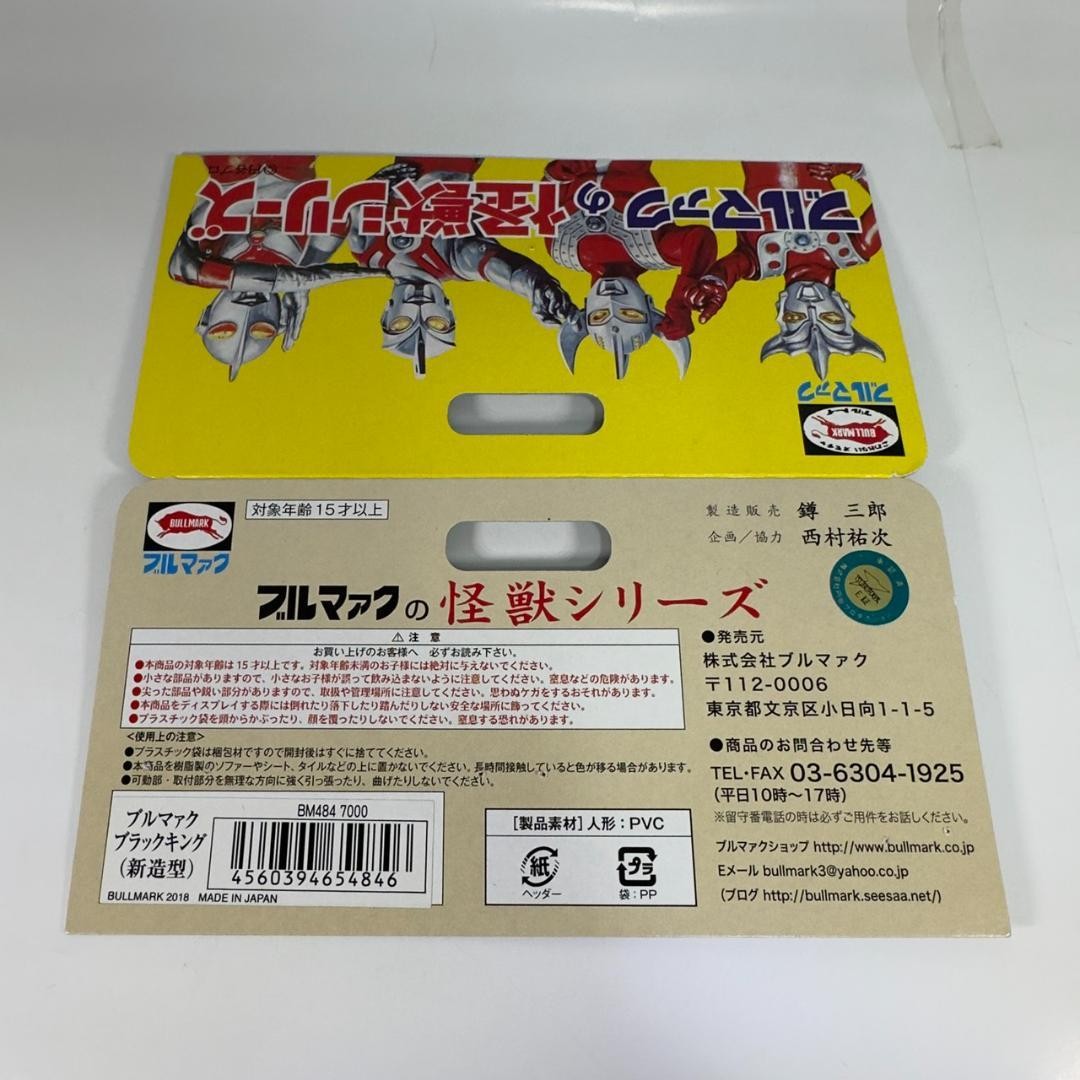 ©円谷プロ
ブルマァクの怪獣シリーズ
ブルマァク
こわれないオモチャ
BULLMARK
ブルトーイ
BULLMARK
ブルマァク
対象年齢15才以上
製造販売 鐏 三郎
企画/協力 西村祐次
ブルマァクの怪獣シリーズ
⚠注 意
お買い上げのお客様へ 必ずお読み下さい。
●本商品の対象年齢は15才以上です。対象年齢未満のお子様には絶対に与えないでください。
●小さな部品がありますので、小さなお子様が誤って飲み込まないように注意してください。窒息などの危険があります。
●尖った部品や鋭い部分がありますので、取扱や管理場所に注意してください。思わぬケガをするおそれがあります。
●本商品をディスプレイする際には倒れたり落下したり踏んだりしない安全な場所に飾ってください。
●プラスチック袋を頭からかぶったり、顔を覆ったりしないでください。窒息する恐れがあります。
<使用上の注意>
●プラスチック袋は梱包材ですので開封後はすぐに捨ててください。
●本商品を樹脂製のソファーやシート、タイルなどの上に置かないでください。長時間接触していると色が移る場合があります。
●可動部・取付部分を無理な方向に強く引っ張ったり、曲げたりしないでください。
●発売元
株式会社ブルマァク
〒112-0006
東京都文京区小日向1-1-5
●商品のお問合わせ先等
TEL・FAX 03-6304-1925
(平日10時〜17時)
※留守番電話の時は必ずご用件をお話しください。
ブルマァクショップ http://www.bullmark.co.jp
Eメール bullmark3@yahoo.co.jp
(ブログ http://bullmark.seesaa.net/)
ブルマァク
ブラックキング
(新造型)
BM484 7000
4560394654846
BULLMARK 2018 MADE IN JAPAN
[製品素材]人形:PVC
紙
ヘッダー
プラ
袋:PP